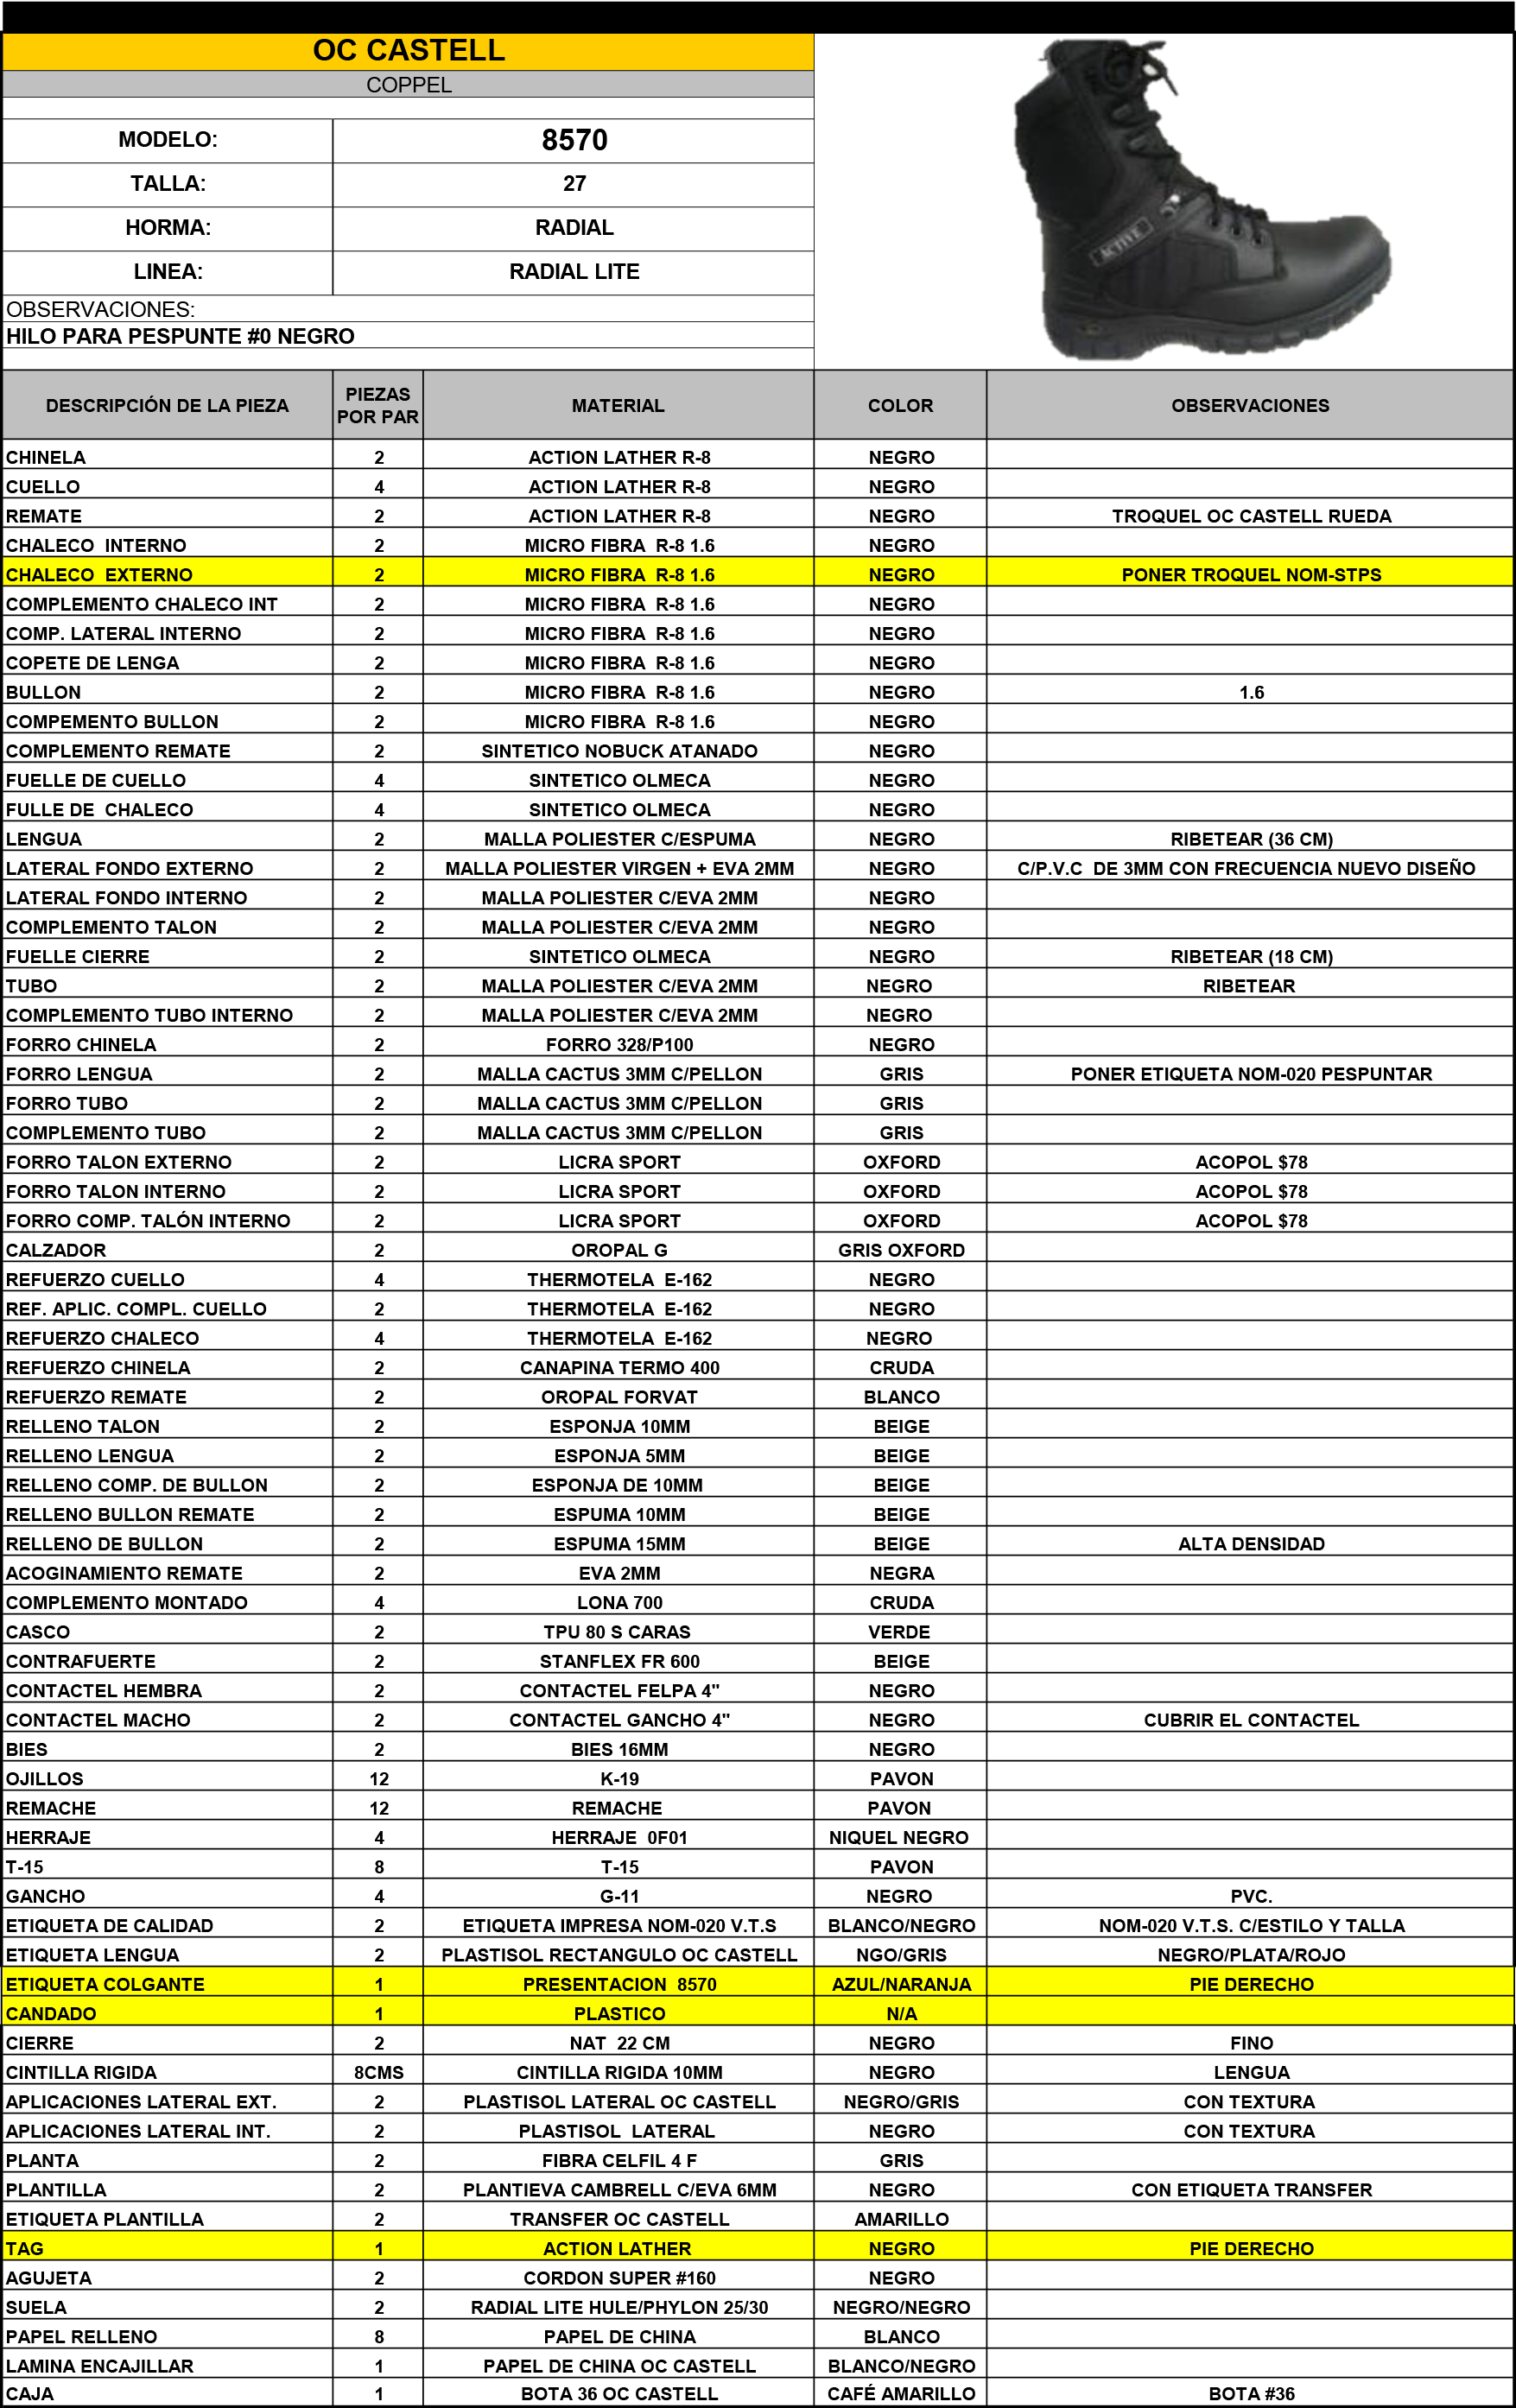 OC CASTELL
COPPEL
MODELO: 8570
TALLA: 27
HORMA: RADIAL
LINEA: RADIAL LITE
OBSERVACIONES:
HILO PARA PESPUNTE #0 NEGRO
ACTIVE
DESCRIPCIÓN DE LA PIEZA PIEZAS POR PAR MATERIAL COLOR OBSERVACIONES
CHINELA 2 ACTION LATHER R-8 NEGRO
CUELLO 4 ACTION LATHER R-8 NEGRO
REMATE 2 ACTION LATHER R-8 NEGRO TROQUEL OC CASTELL RUEDA
CHALECO INTERNO 2 MICRO FIBRA R-8 1.6 NEGRO
CHALECO EXTERNO 2 MICRO FIBRA R-8 1.6 NEGRO PONER TROQUEL NOM-STPS
COMPLEMENTO CHALECO INT 2 MICRO FIBRA R-8 1.6 NEGRO
COMP. LATERAL INTERNO 2 MICRO FIBRA R-8 1.6 NEGRO
COPETE DE LENGA 2 MICRO FIBRA R-8 1.6 NEGRO
BULLON 2 MICRO FIBRA R-8 1.6 NEGRO 1.6
COMPEMENTO BULLON 2 MICRO FIBRA R-8 1.6 NEGRO
COMPLEMENTO REMATE 2 SINTETICO NOBUCK ATANADO NEGRO
FUELLE DE CUELLO 4 SINTETICO OLMECA NEGRO
FULLE DE CHALECO 4 SINTETICO OLMECA NEGRO
LENGUA 2 MALLA POLIESTER C/ESPUMA NEGRO RIBETEAR (36 CM)
LATERAL FONDO EXTERNO 2 MALLA POLIESTER VIRGEN + EVA 2MM NEGRO C/P.V.C DE 3MM CON FRECUENCIA NUEVO DISEÑO
LATERAL FONDO INTERNO 2 MALLA POLIESTER C/EVA 2MM NEGRO
COMPLEMENTO TALON 2 MALLA POLIESTER C/EVA 2MM NEGRO
FUELLE CIERRE 2 SINTETICO OLMECA NEGRO RIBETEAR (18 CM)
TUBO 2 MALLA POLIESTER C/EVA 2MM NEGRO RIBETEAR
COMPLEMENTO TUBO INTERNO 2 MALLA POLIESTER C/EVA 2MM NEGRO
FORRO CHINELA 2 FORRO 328/P100 NEGRO
FORRO LENGUA 2 MALLA CACTUS 3MM C/PELLON GRIS PONER ETIQUETA NOM-020 PESPUNTAR
FORRO TUBO 2 MALLA CACTUS 3MM C/PELLON GRIS
COMPLEMENTO TUBO 2 MALLA CACTUS 3MM C/PELLON GRIS
FORRO TALON EXTERNO 2 LICRA SPORT OXFORD ACOPOL $78
FORRO TALON INTERNO 2 LICRA SPORT OXFORD ACOPOL $78
FORRO COMP. TALÓN INTERNO 2 LICRA SPORT OXFORD ACOPOL $78
CALZADOR 2 OROPAL G GRIS OXFORD
REFUERZO CUELLO 4 THERMOTELA E-162 NEGRO
REF. APLIC. COMPL. CUELLO 2 THERMOTELA E-162 NEGRO
REFUERZO CHALECO 4 THERMOTELA E-162 NEGRO
REFUERZO CHINELA 2 CANAPINA TERMO 400 CRUDA
REFUERZO REMATE 2 OROPAL FORVAT BLANCO
RELLENO TALON 2 ESPONJA 10MM BEIGE
RELLENO LENGUA 2 ESPONJA 5MM BEIGE
RELLENO COMP. DE BULLON 2 ESPONJA DE 10MM BEIGE
RELLENO BULLON REMATE 2 ESPUMA 10MM BEIGE
RELLENO DE BULLON 2 ESPUMA 15MM BEIGE ALTA DENSIDAD
ACOGINAMIENTO REMATE 2 EVA 2MM NEGRA
COMPLEMENTO MONTADO 4 LONA 700 CRUDA
CASCO 2 TPU 80 S CARAS VERDE
CONTRAFUERTE 2 STANFLEX FR 600 BEIGE
CONTACTEL HEMBRA 2 CONTACTEL FELPA 4" NEGRO
CONTACTEL MACHO 2 CONTACTEL GANCHO 4" NEGRO CUBRIR EL CONTACTEL
BIES 2 BIES 16MM NEGRO
OJILLOS 12 K-19 PAVON
REMACHE 12 REMACHE PAVON
HERRAJE 4 HERRAJE 0F01 NIQUEL NEGRO
T-15 8 T-15 PAVON
GANCHO 4 G-11 NEGRO PVC.
ETIQUETA DE CALIDAD 2 ETIQUETA IMPRESA NOM-020 V.T.S BLANCO/NEGRO NOM-020 V.T.S. C/ESTILO Y TALLA
ETIQUETA LENGUA 2 PLASTISOL RECTANGULO OC CASTELL NGO/GRIS NEGRO/PLATA/ROJO
ETIQUETA COLGANTE 1 PRESENTACION 8570 AZUL/NARANJA PIE DERECHO
CANDADO 1 PLASTICO N/A
CIERRE 2 NAT 22 CM NEGRO FINO
CINTILLA RIGIDA 8CMS CINTILLA RIGIDA 10MM NEGRO LENGUA
APLICACIONES LATERAL EXT. 2 PLASTISOL LATERAL OC CASTELL NEGRO/GRIS CON TEXTURA
APLICACIONES LATERAL INT. 2 PLASTISOL LATERAL NEGRO CON TEXTURA
PLANTA 2 FIBRA CELFIL 4 F GRIS
PLANTILLA 2 PLANTIEVA CAMBRELL C/EVA 6MM NEGRO CON ETIQUETA TRANSFER
ETIQUETA PLANTILLA 2 TRANSFER OC CASTELL AMARILLO
TAG 1 ACTION LATHER NEGRO PIE DERECHO
AGUJETA 2 CORDON SUPER #160 NEGRO
SUELA 2 RADIAL LITE HULE/PHYLON 25/30 NEGRO/NEGRO
PAPEL RELLENO 8 PAPEL DE CHINA BLANCO
LAMINA ENCAJILLAR 1 PAPEL DE CHINA OC CASTELL BLANCO/NEGRO
CAJA 1 BOTA 36 OC CASTELL CAFÉ AMARILLO BOTA #36